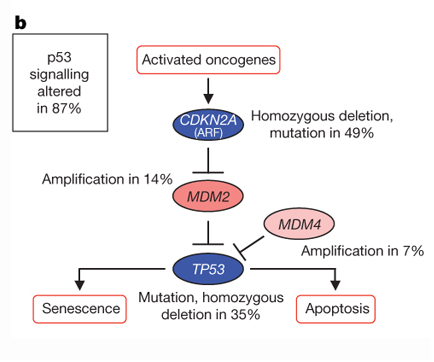 b
p53
signalling
altered
in 87%
Activated oncogenes
CDKN2A
(ARF)
Homozygous deletion,
mutation in 49%
Amplification in 14%
MDM2
MDM4
Amplification in 7%
TP53
Mutation, homozygous
deletion in 35%
Senescence
Apoptosis